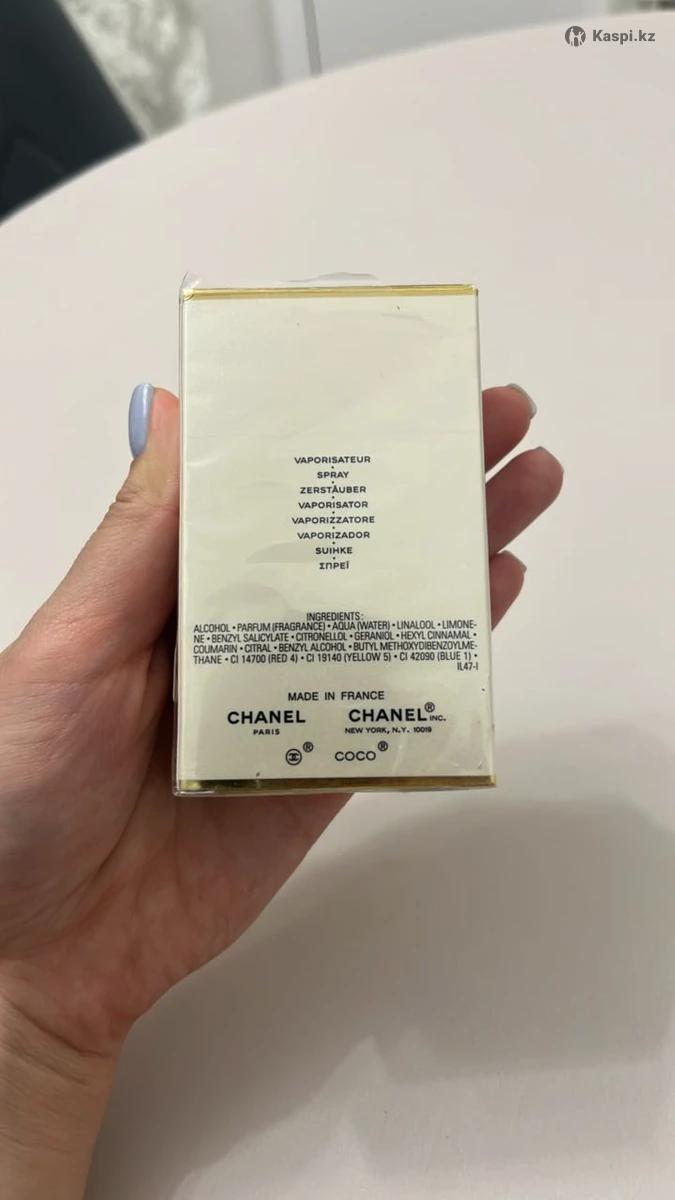 Kaspi.kz
VAPORISATEUR
•
SPRAY
•
ZERSTÄUBER
•
VAPORISATOR
•
VAPORIZZATORE
•
VAPORIZADOR
•
SUIHKE
•
ΣΠΡΕΪ
INGREDIENTS:
ALCOHOL • PARFUM (FRAGRANCE) • AQUA (WATER) • LINALOOL • LIMONE-
NE • BENZYL SALICYLATE • CITRONELLOL • GERANIOL • HEXYL CINNAMAL •
COUMARIN • CITRAL • BENZYL ALCOHOL • BUTYL METHOXYDIBENZOYLME-
THANE • CI 14700 (RED 4) • CI 19140 (YELLOW 5) • CI 42090 (BLUE 1) •
IL47-I
MADE IN FRANCE
CHANEL CHANEL® INC.
PARIS NEW YORK, N.Y. 10019
® COCO®